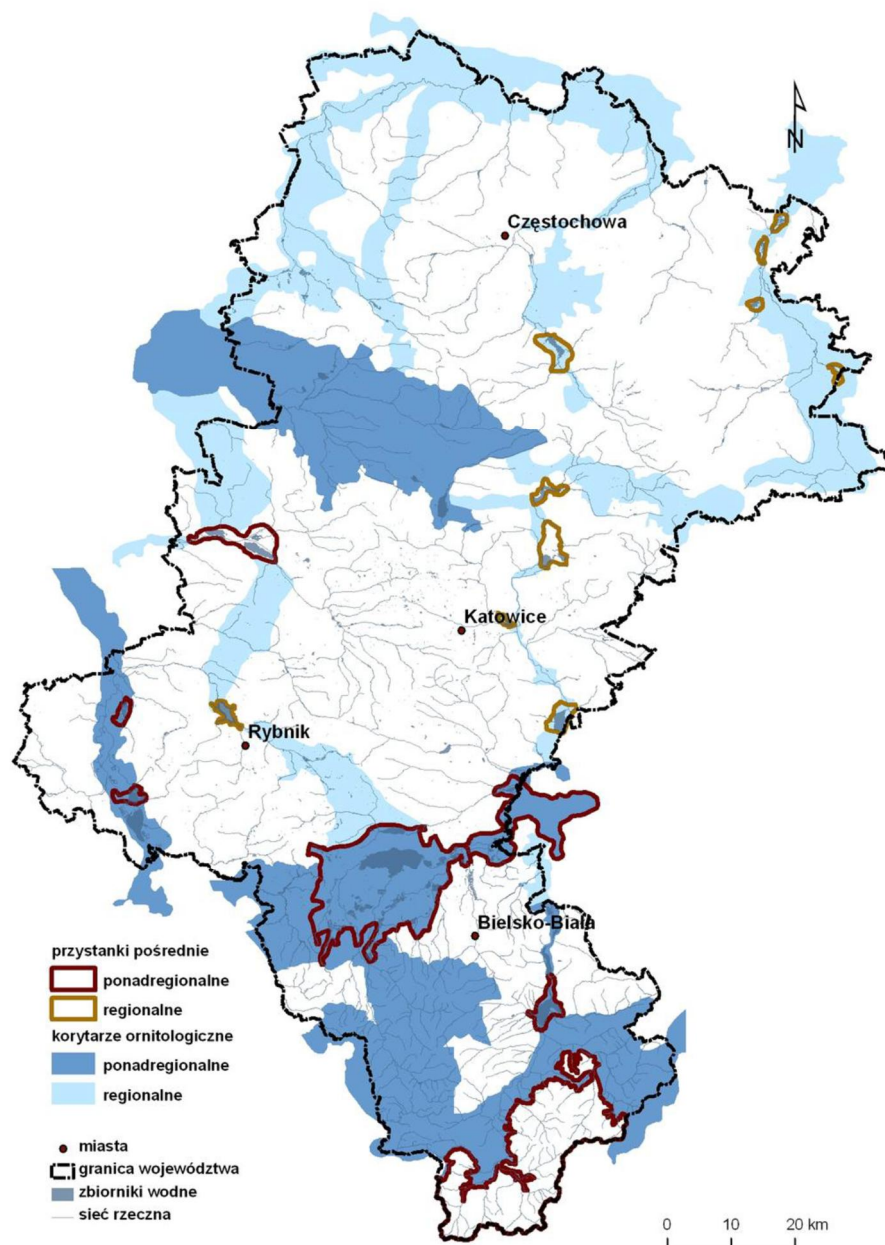 N
Częstochowa
Katowice
Rybnik
Bielsko-Biała
przystanki pośrednie
ponadregionalne
regionalne
korytarze ornitologiczne
ponadregionalne
regionalne
miasta
granica województwa
zbiorniki wodne
sieć rzeczna
0 10 20 km